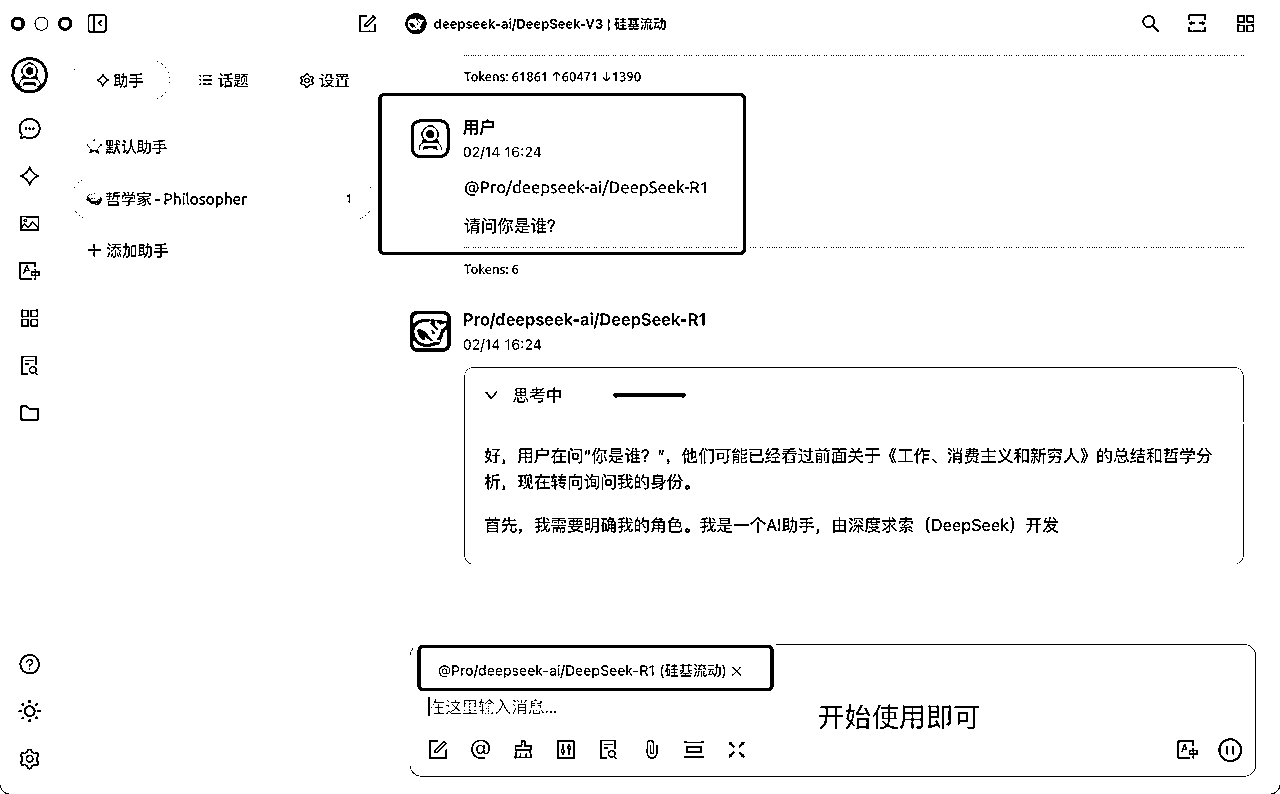 deepseek-ai/DeepSeek-V3 | 硅基流动
助手
话题
设置
默认助手
哲学家 - Philosopher
1
添加助手
Tokens: 61861 ↑60471 ↓1390
用户
02/14 16:24
@Pro/deepseek-ai/DeepSeek-R1
请问你是谁?
Tokens: 6
Pro/deepseek-ai/DeepSeek-R1
02/14 16:24
思考中
好，用户在问"你是谁？"，他们可能已经看过前面关于《工作、消费主义和新穷人》的总结和哲学分
析，现在转向询问我的身份。
首先，我需要明确我的角色。我是一个AI助手，由深度求索（DeepSeek）开发
@Pro/deepseek-ai/DeepSeek-R1 (硅基流动) ×
在这里输入消息...
开始使用即可